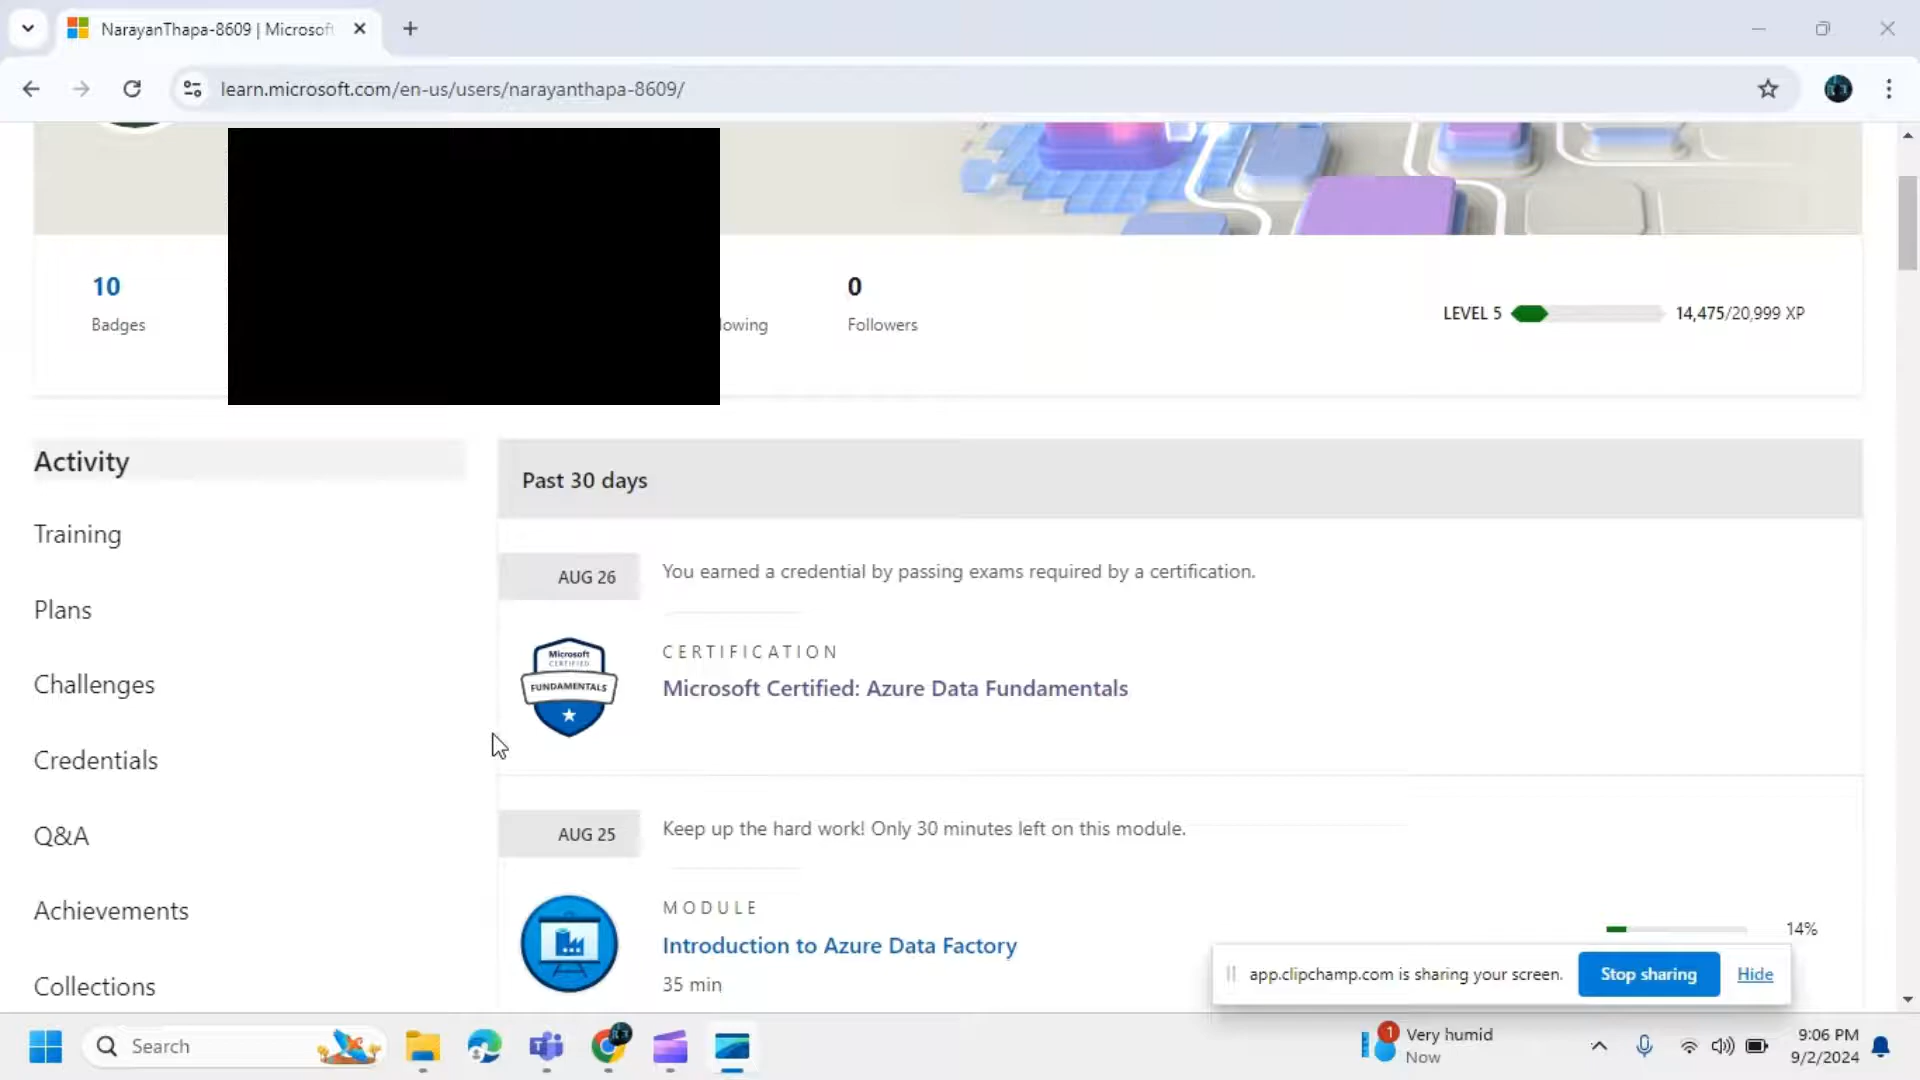 NarayanThapa-8609 | Microsof
learn.microsoft.com/en-us/users/narayanthapa-8609/
10
Badges
lowing
0
Followers
LEVEL 5
14,475/20,999 XP
Activity
Training
Plans
Challenges
Credentials
Q&A
Achievements
Collections
Past 30 days
AUG 26
You earned a credential by passing exams required by a certification.
Microsoft
CERTIFIED
FUNDAMENTALS
CERTIFICATION
Microsoft Certified: Azure Data Fundamentals
AUG 25
Keep up the hard work! Only 30 minutes left on this module.
MODULE
Introduction to Azure Data Factory
35 min
14%
app.clipchamp.com is sharing your screen.
Stop sharing
Hide
Search
1
Very humid
Now
9:06 PM
9/2/2024